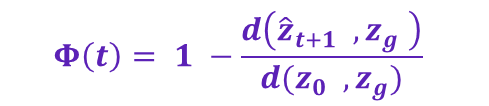 Φ(t) = 1 − d(ẑ_{t+1} , z_g) / d(z_0 , z_g)